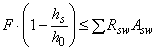 F · (1 − h_s / h_0) ≤ ∑ R_sw A_sw